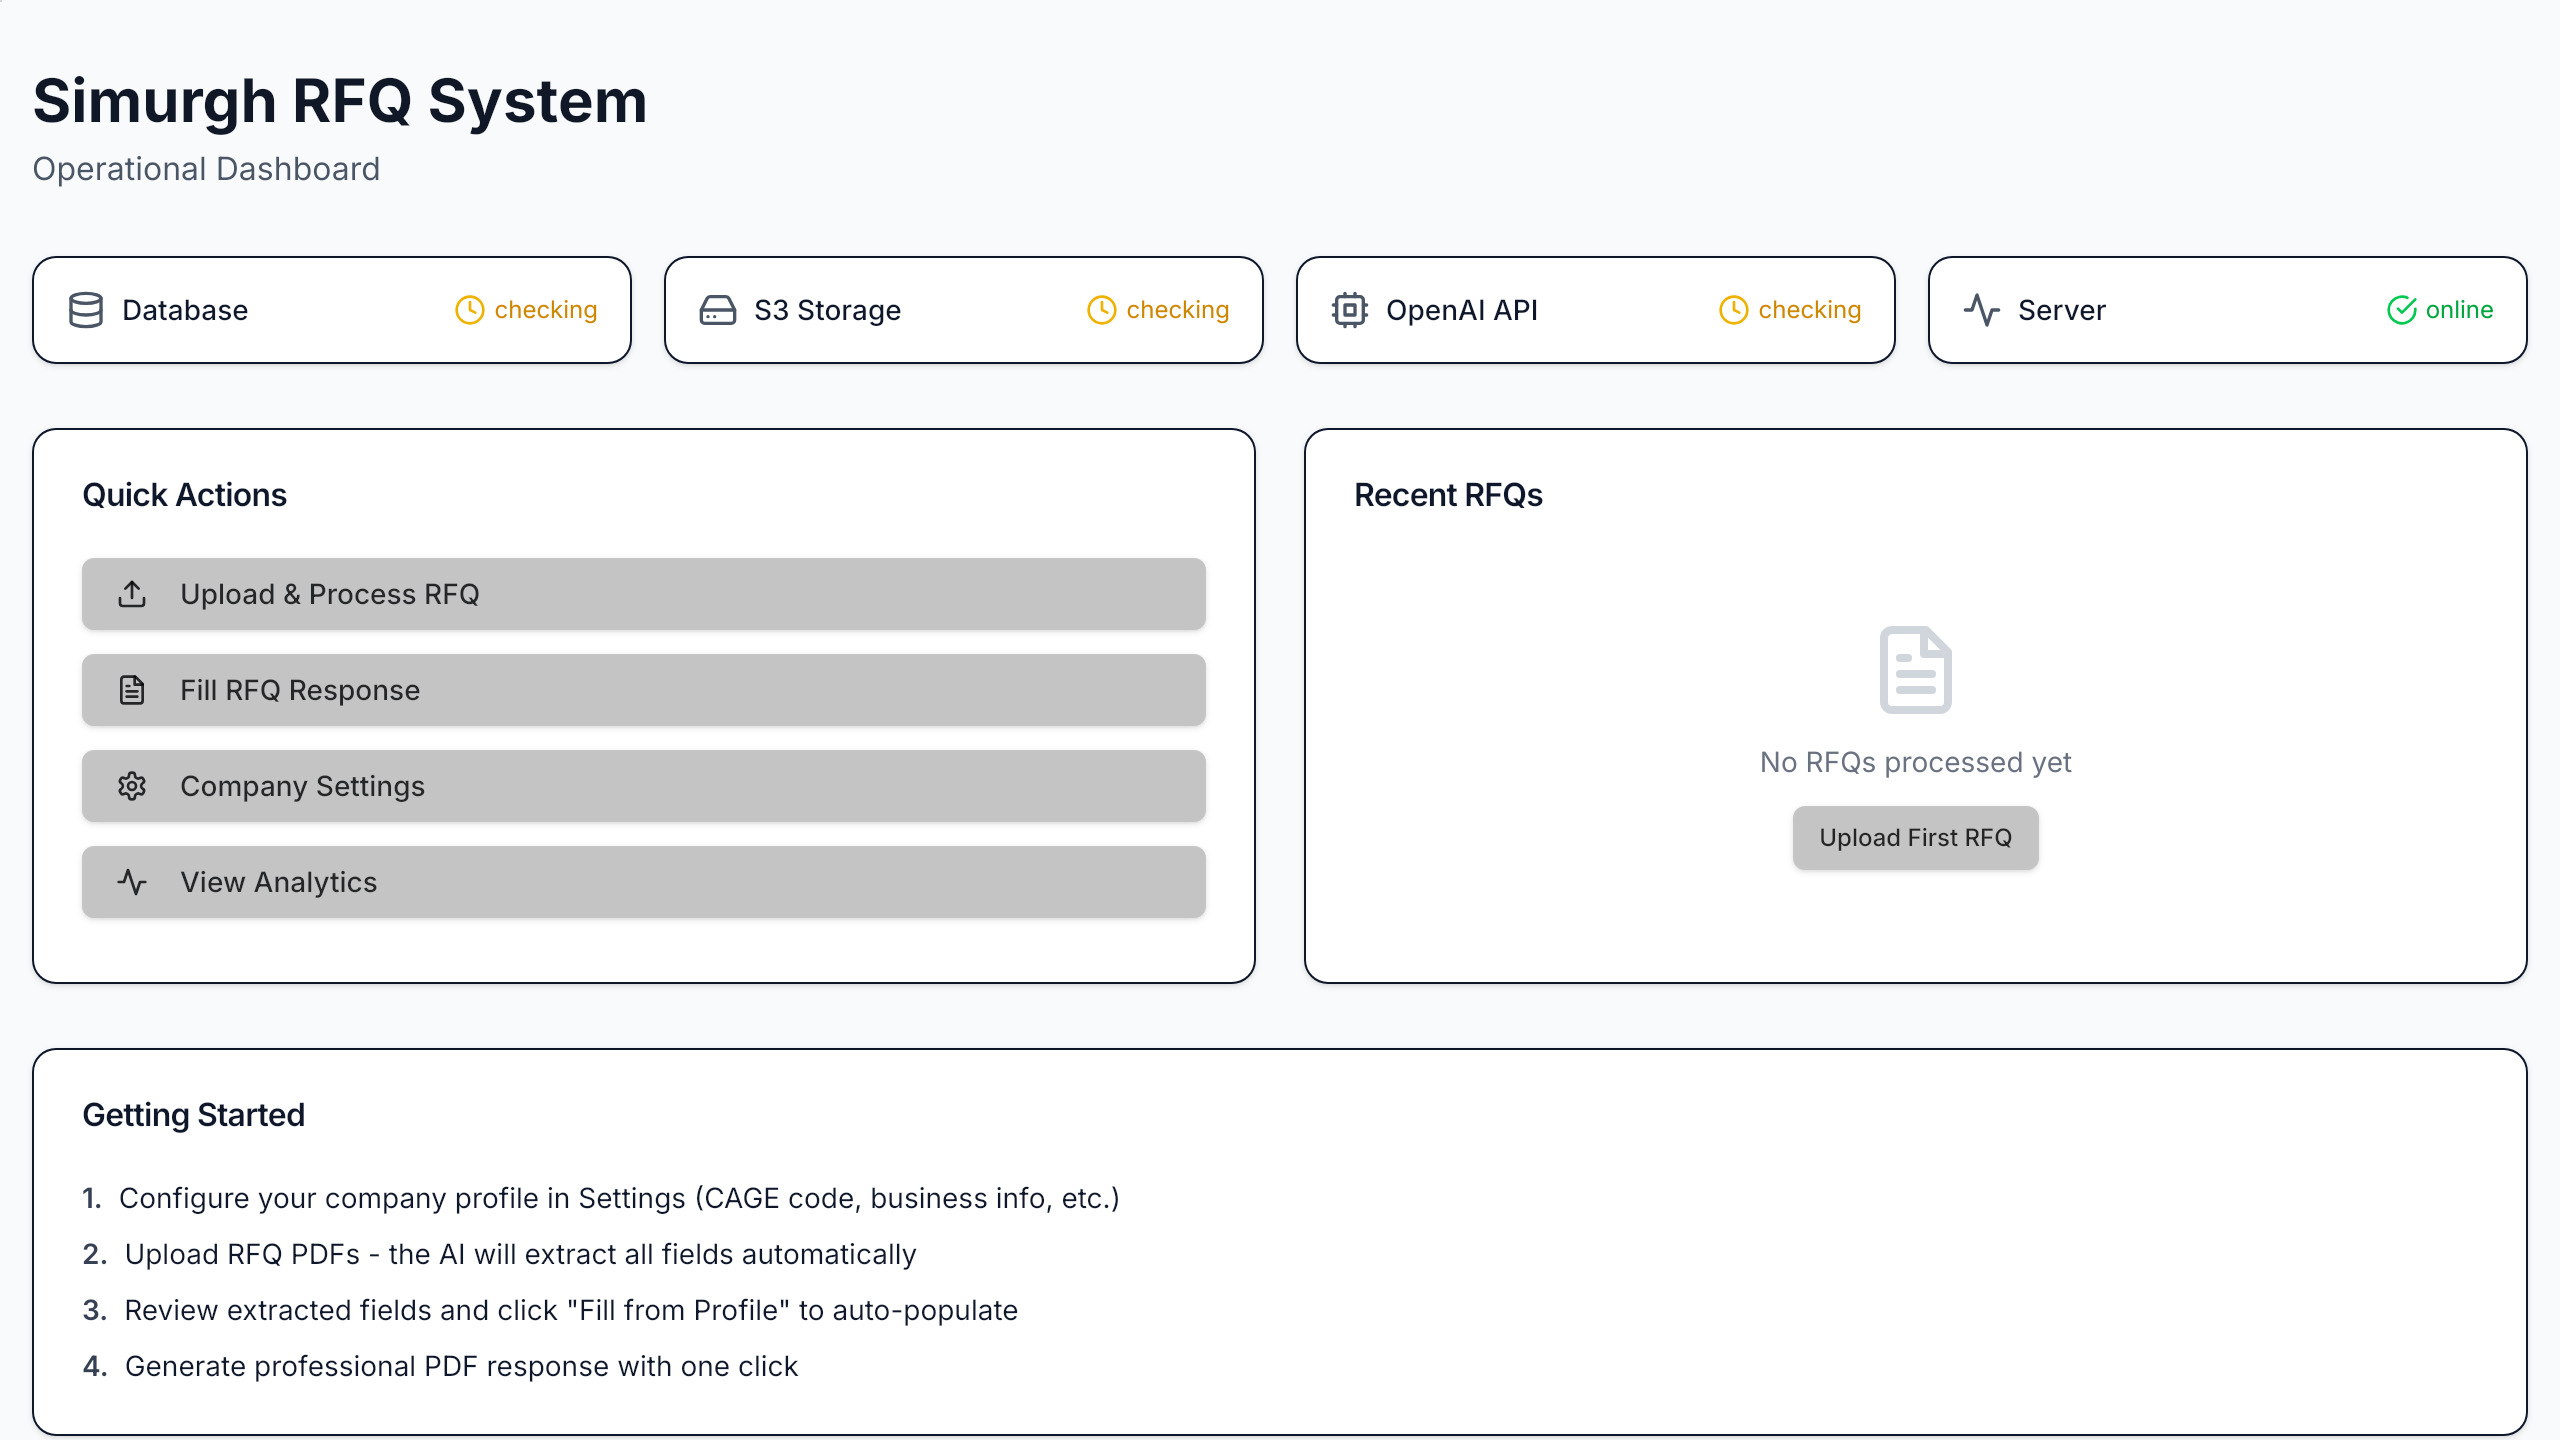 Simurgh RFQ System
Operational Dashboard
Database
checking
S3 Storage
checking
OpenAI API
checking
Server
online
Quick Actions
Upload & Process RFQ
Fill RFQ Response
Company Settings
View Analytics
Recent RFQs
No RFQs processed yet
Upload First RFQ
Getting Started
1. Configure your company profile in Settings (CAGE code, business info, etc.)
2. Upload RFQ PDFs - the AI will extract all fields automatically
3. Review extracted fields and click "Fill from Profile" to auto-populate
4. Generate professional PDF response with one click